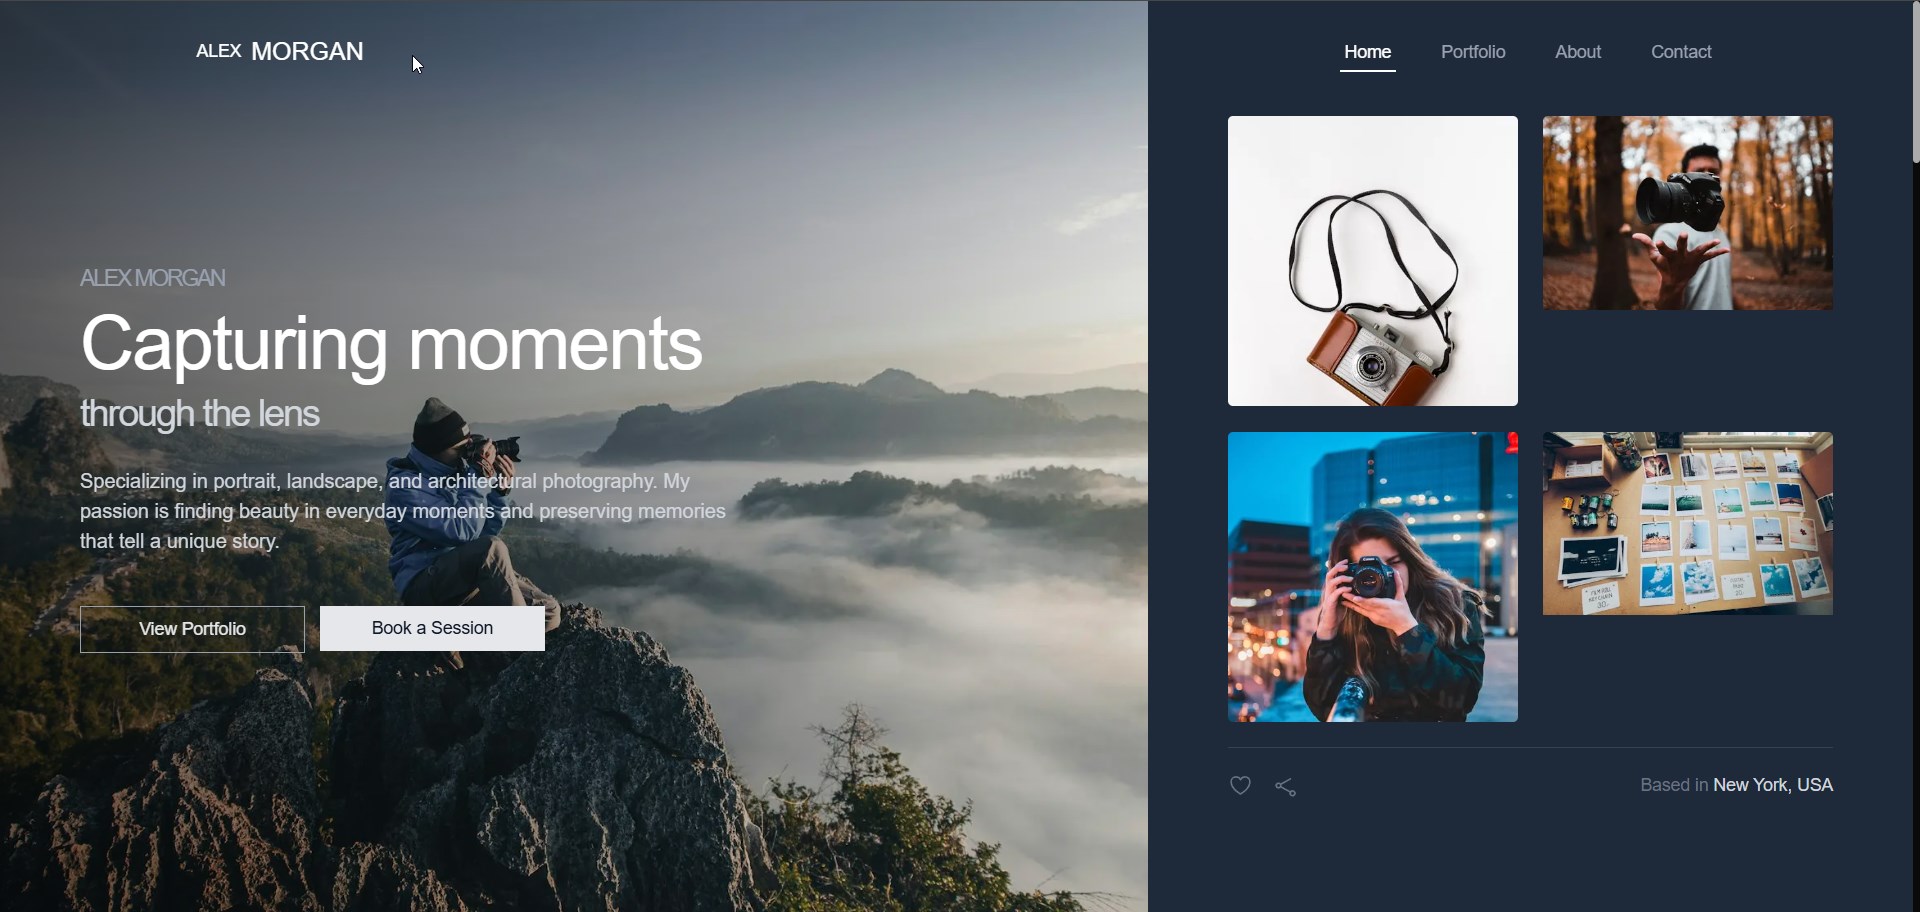 ALEX MORGAN
Home Portfolio About Contact
ALEX MORGAN
Capturing moments
through the lens
Specializing in portrait, landscape, and architectural photography. My
passion is finding beauty in everyday moments and preserving memories
that tell a unique story.
View Portfolio
Book a Session
Based in New York, USA